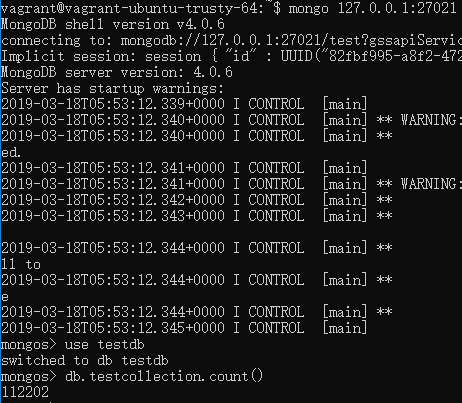 vagrant@vagrant-ubuntu-trusty-64:~$ mongo 127.0.0.1:27021
MongoDB shell version v4.0.6
connecting to: mongodb://127.0.0.1:27021/test?gssapiServic
Implicit session: session { "id" : UUID("82fbf995-a8f2-472
MongoDB server version: 4.0.6
Server has startup warnings:
2019-03-18T05:53:12.339+0000 I CONTROL  [main]
2019-03-18T05:53:12.340+0000 I CONTROL  [main] ** WARNING:
2019-03-18T05:53:12.340+0000 I CONTROL  [main] **
ed.
2019-03-18T05:53:12.341+0000 I CONTROL  [main]
2019-03-18T05:53:12.341+0000 I CONTROL  [main] ** WARNING:
2019-03-18T05:53:12.342+0000 I CONTROL  [main] **
2019-03-18T05:53:12.343+0000 I CONTROL  [main] **
2019-03-18T05:53:12.344+0000 I CONTROL  [main] **
ll to
2019-03-18T05:53:12.344+0000 I CONTROL  [main] **
e
2019-03-18T05:53:12.344+0000 I CONTROL  [main] **
2019-03-18T05:53:12.345+0000 I CONTROL  [main]
mongos> use testdb
switched to db testdb
mongos> db.testcollection.count()
112202